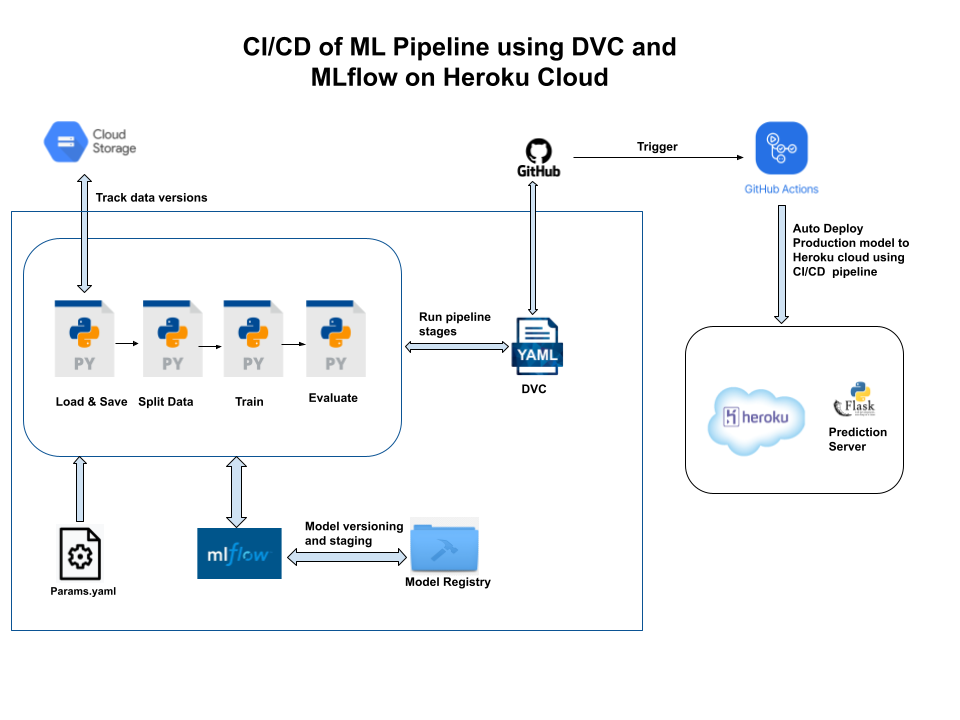 CI/CD of ML Pipeline using DVC and
MLflow on Heroku Cloud
Cloud
Storage
GitHub
Trigger
GitHub Actions
Track data versions
Auto Deploy
Production model to
Heroku cloud using
CI/CD pipeline
PY
PY
PY
PY
Load & Save
Split Data
Train
Evaluate
Run pipeline
stages
YAML
DVC
heroku
Flask
Prediction
Server
Params.yaml
mlflow
Model versioning
and staging
Model Registry